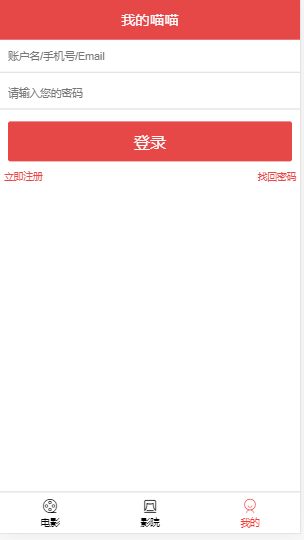 我的喵喵
账户名/手机号/Email
请输入您的密码
登录
立即注册 找回密码
电影 影院 我的